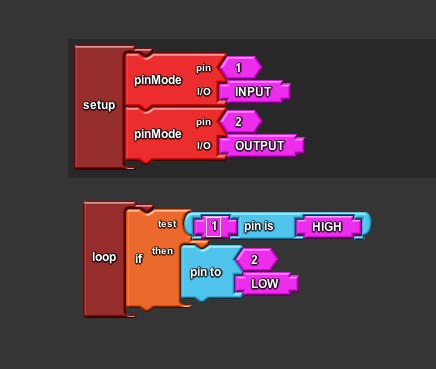 pin 1
pinMode
I/O INPUT
setup
pin 2
pinMode
I/O OUTPUT
test 1 pin is HIGH
loop if then
pin to 2
LOW